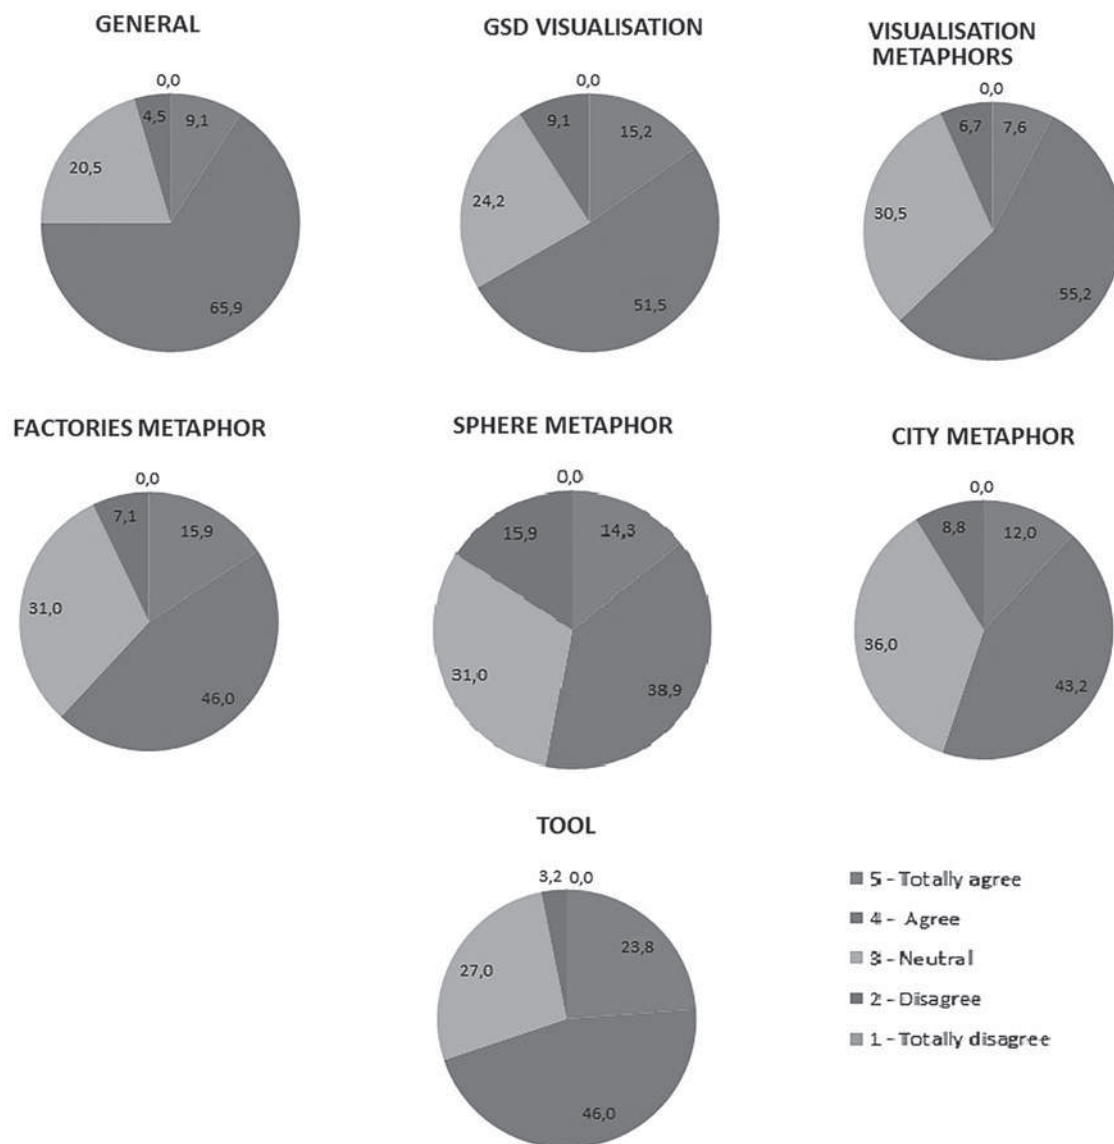 GENERAL
0,0
4,5
9,1
20,5
65,9
GSD VISUALISATION
0,0
9,1
15,2
24,2
51,5
VISUALISATION
METAPHORS
0,0
6,7
7,6
30,5
55,2
FACTORIES METAPHOR
0,0
7,1
15,9
31,0
46,0
SPHERE METAPHOR
0,0
15,9
14,3
31,0
38,9
CITY METAPHOR
0,0
8,8
12,0
36,0
43,2
TOOL
3,2
0,0
23,8
27,0
46,0
5 - Totally agree
4 - Agree
3 - Neutral
2 - Disagree
1 - Totally disagree